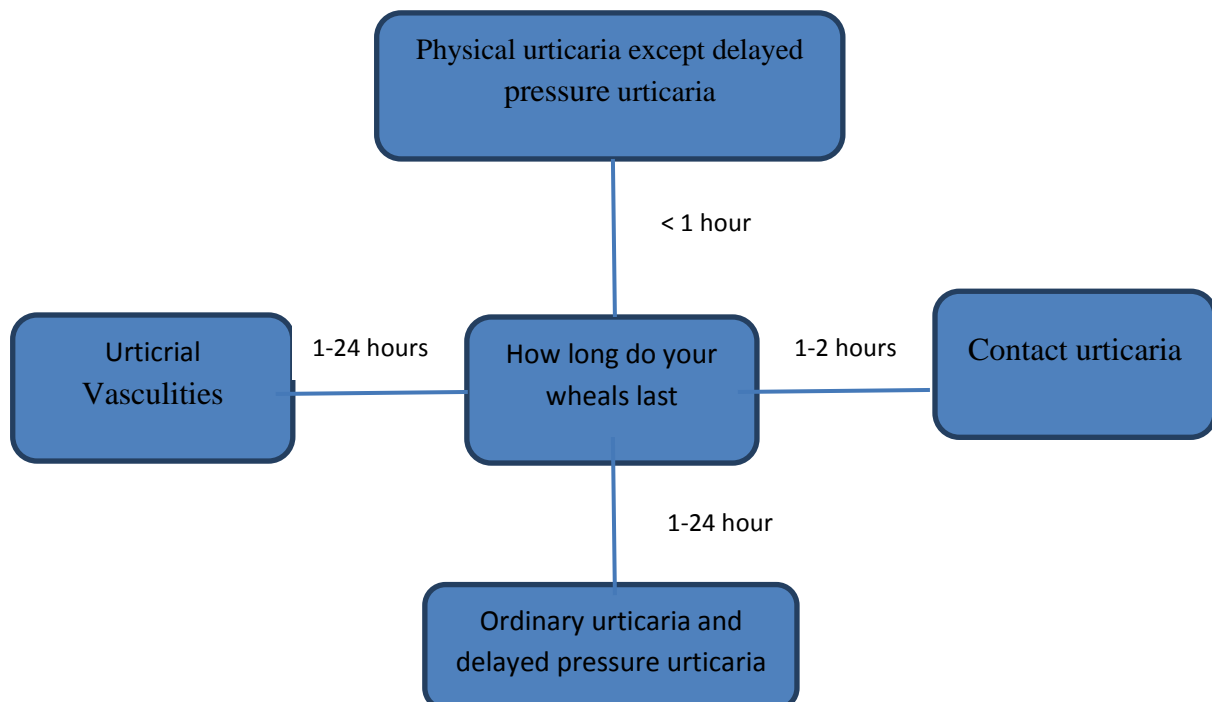 Physical urticaria except delayed
pressure urticaria
< 1 hour
Urticrial
Vasculities
1-24 hours
How long do your
wheals last
1-2 hours
Contact urticaria
1-24 hour
Ordinary urticaria and
delayed pressure urticaria